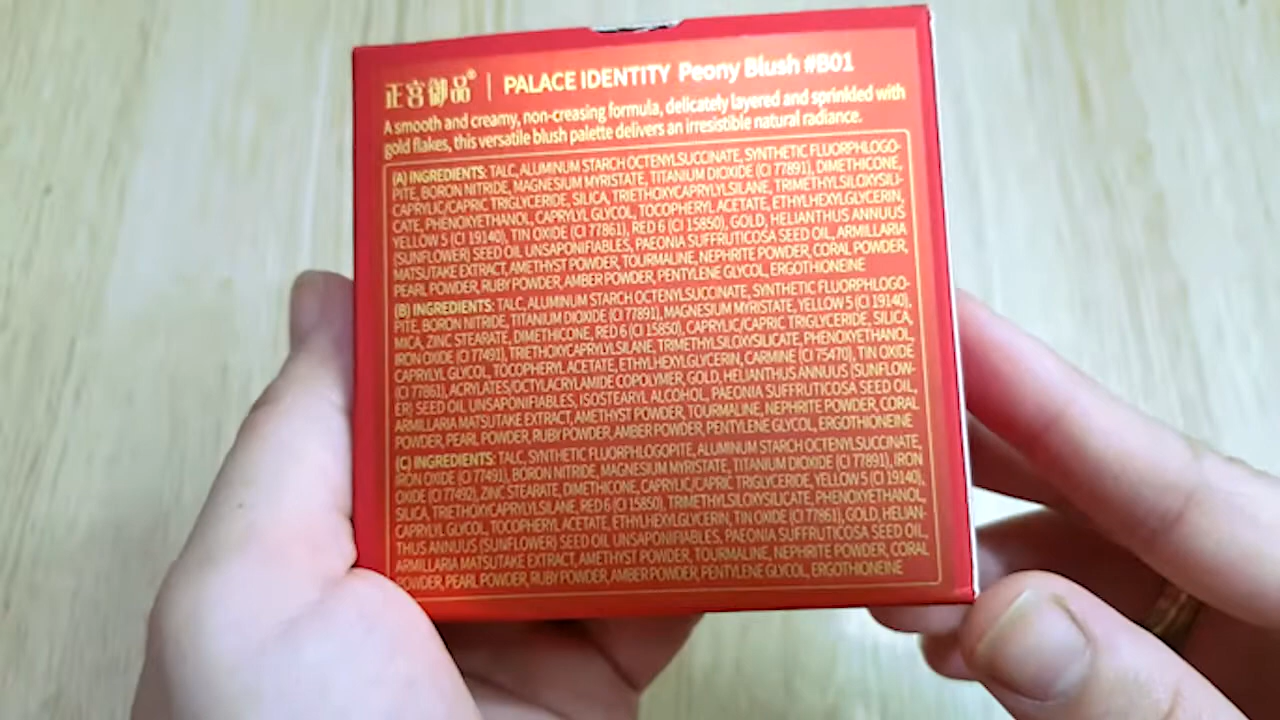 正宫御品® | PALACE IDENTITY Peony Blush #B01
A smooth and creamy, non-creasing formula, delicately layered and sprinkled with
gold flakes, this versatile blush palette delivers an irresistible natural radiance.
(A) INGREDIENTS: TALC, ALUMINUM STARCH OCTENYLSUCCINATE, SYNTHETIC FLUORPHLOGO-
PITE, BORON NITRIDE, MAGNESIUM MYRISTATE, TITANIUM DIOXIDE (CI 77891), DIMETHICONE,
CAPRYLIC/CAPRIC TRIGLYCERIDE, SILICA, TRIETHOXYCAPRYLYLSILANE, TRIMETHYLSILOXYSILI-
CATE, PHENOXYETHANOL, CAPRYLYL GLYCOL, TOCOPHERYL ACETATE, ETHYLHEXYLGLYCERIN,
YELLOW 5 (CI 19140), TIN OXIDE (CI 77861), RED 6 (CI 15850), GOLD, HELIANTHUS ANNUUS
(SUNFLOWER) SEED OIL UNSAPONIFIABLES, PAEONIA SUFFRUTICOSA SEED OIL, ARMILLARIA
MATSUTAKE EXTRACT, AMETHYST POWDER, TOURMALINE, NEPHRITE POWDER, CORAL POWDER,
PEARL POWDER, RUBY POWDER, AMBER POWDER, PENTYLENE GLYCOL, ERGOTHIONEINE
(B) INGREDIENTS: TALC, ALUMINUM STARCH OCTENYLSUCCINATE, SYNTHETIC FLUORPHLOGO-
PITE, BORON NITRIDE, TITANIUM DIOXIDE (CI 77891), MAGNESIUM MYRISTATE, YELLOW 5 (CI 19140),
MICA, ZINC STEARATE, DIMETHICONE, RED 6 (CI 15850), CAPRYLIC/CAPRIC TRIGLYCERIDE, SILICA,
IRON OXIDE (CI 77491), TRIETHOXYCAPRYLYLSILANE, TRIMETHYLSILOXYSILICATE, PHENOXYETHANOL,
CAPRYLYL GLYCOL, TOCOPHERYL ACETATE, ETHYLHEXYLGLYCERIN, CARMINE (CI 75470), TIN OXIDE
(CI 77861), ACRYLATES/OCTYLACRYLAMIDE COPOLYMER, GOLD, HELIANTHUS ANNUUS (SUNFLOW-
ER) SEED OIL UNSAPONIFIABLES, ISOSTEARYL ALCOHOL, PAEONIA SUFFRUTICOSA SEED OIL,
ARMILLARIA MATSUTAKE EXTRACT, AMETHYST POWDER, TOURMALINE, NEPHRITE POWDER, CORAL
POWDER, PEARL POWDER, RUBY POWDER, AMBER POWDER, PENTYLENE GLYCOL, ERGOTHIONEINE
(C) INGREDIENTS: TALC, SYNTHETIC FLUORPHLOGOPITE, ALUMINUM STARCH OCTENYLSUCCINATE,
IRON OXIDE (CI 77491), BORON NITRIDE, MAGNESIUM MYRISTATE, TITANIUM DIOXIDE (CI 77891), IRON
OXIDE (CI 77492), ZINC STEARATE, DIMETHICONE, CAPRYLIC/CAPRIC TRIGLYCERIDE, YELLOW 5 (CI 19140),
SILICA, TRIETHOXYCAPRYLYLSILANE, RED 6 (CI 15850), TRIMETHYLSILOXYSILICATE, PHENOXYETHANOL,
CAPRYLYL GLYCOL, TOCOPHERYL ACETATE, ETHYLHEXYLGLYCERIN, TIN OXIDE (CI 77861), GOLD, HELIAN-
THUS ANNUUS (SUNFLOWER) SEED OIL UNSAPONIFIABLES, PAEONIA SUFFRUTICOSA SEED OIL,
ARMILLARIA MATSUTAKE EXTRACT, AMETHYST POWDER, TOURMALINE, NEPHRITE POWDER, CORAL
POWDER, PEARL POWDER, RUBY POWDER, AMBER POWDER, PENTYLENE GLYCOL, ERGOTHIONEINE